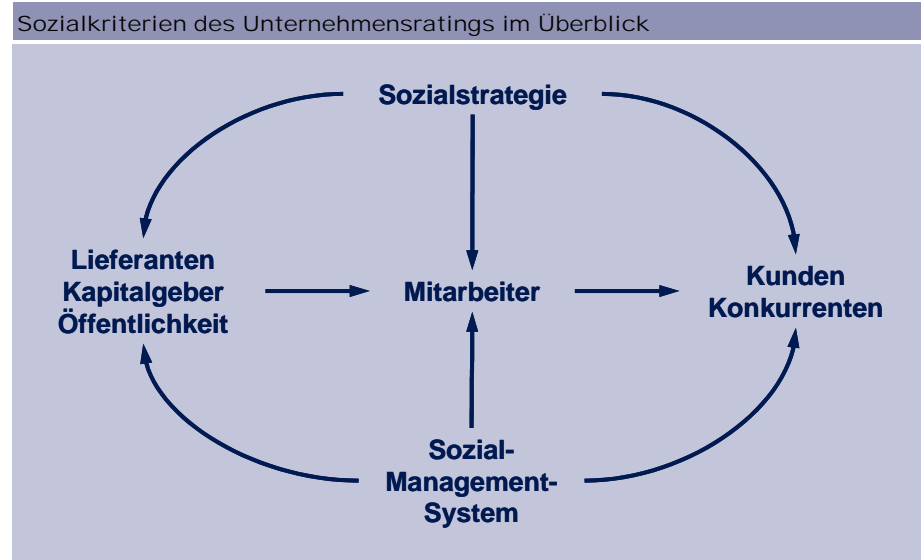 Sozialkriterien des Unternehmensratings im Überblick
Sozialstrategie
Lieferanten
Kapitalgeber
Öffentlichkeit
Mitarbeiter
Kunden
Konkurrenten
Sozial-
Management-
System